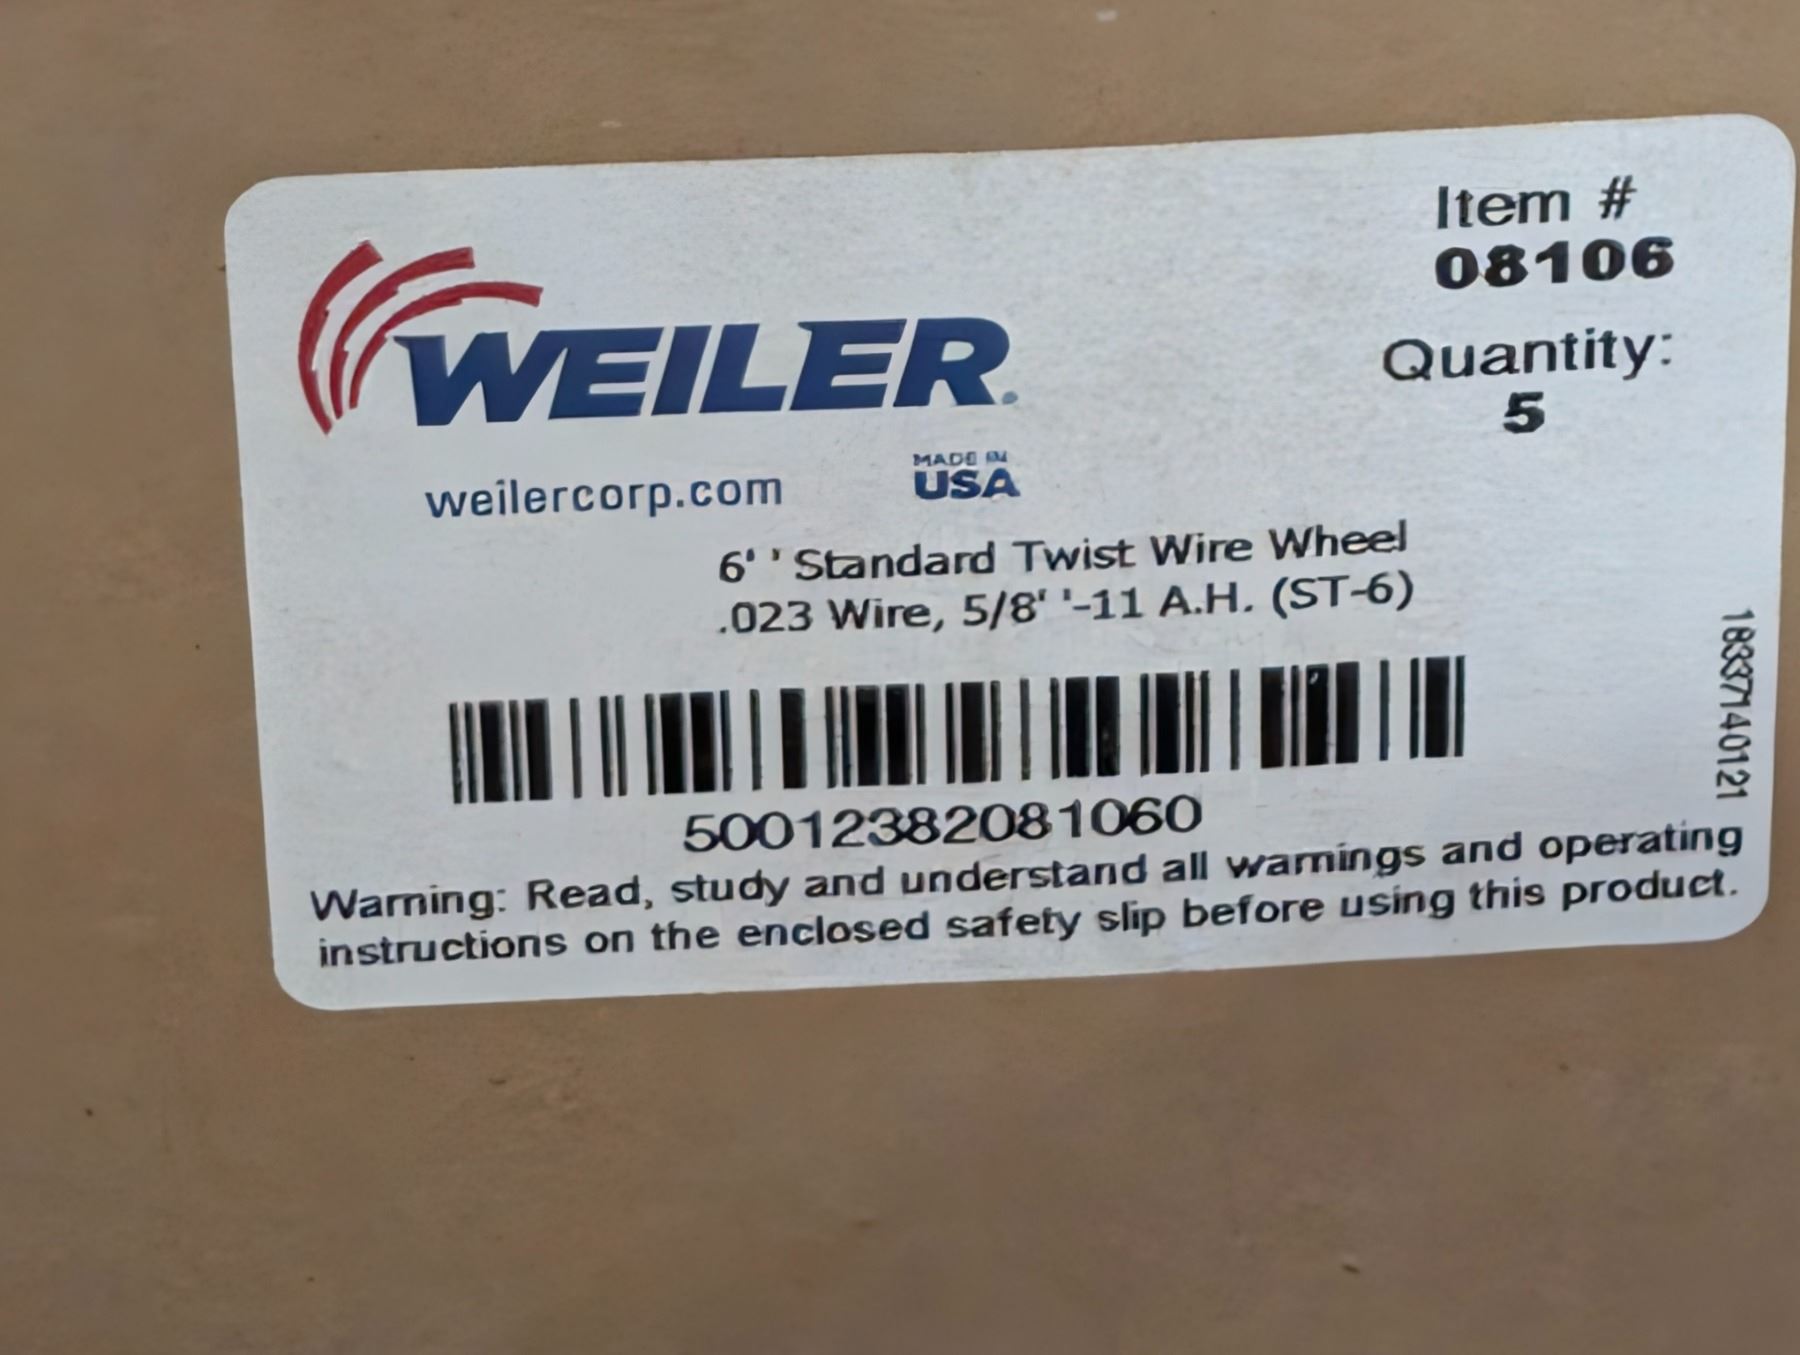 Item #
08106
WEILER®
Quantity:
5
weilercorp.com
MADE IN
USA
6' ' Standard Twist Wire Wheel
.023 Wire, 5/8' '-11 A.H. (ST-6)
18337140121
50012382081060
Warning: Read, study and understand all warnings and operating
instructions on the enclosed safety slip before using this product.